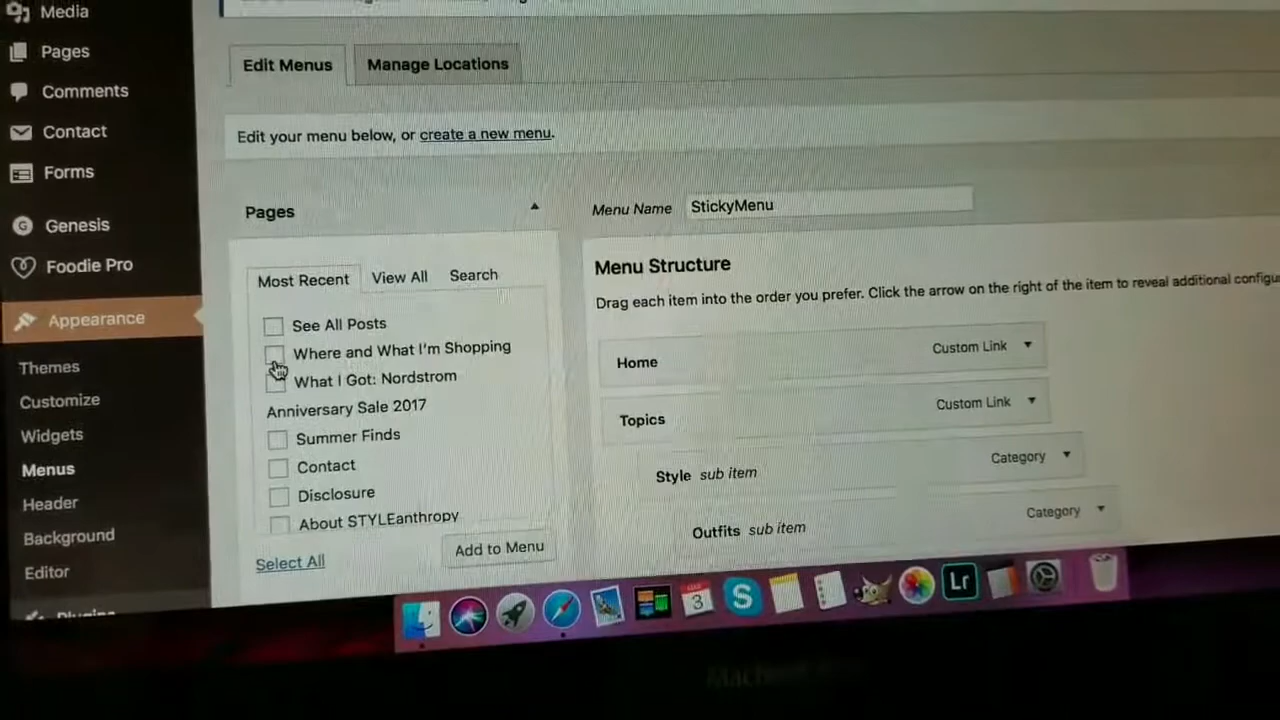 Media
Pages
Comments
Contact
Forms
Genesis
Foodie Pro
Appearance
Themes
Customize
Widgets
Menus
Header
Background
Editor
Edit Menus
Manage Locations
Edit your menu below, or create a new menu.
Pages
Most Recent
View All
Search
See All Posts
Where and What I'm Shopping
What I Got: Nordstrom
Anniversary Sale 2017
Summer Finds
Contact
Disclosure
About STYLEanthropy
Select All
Add to Menu
Menu Name
StickyMenu
Menu Structure
Drag each item into the order you prefer. Click the arrow on the right of the item to reveal additional
Home
Custom Link
Topics
Custom Link
Style sub item
Category
Outfits sub item
Category
3
Lr